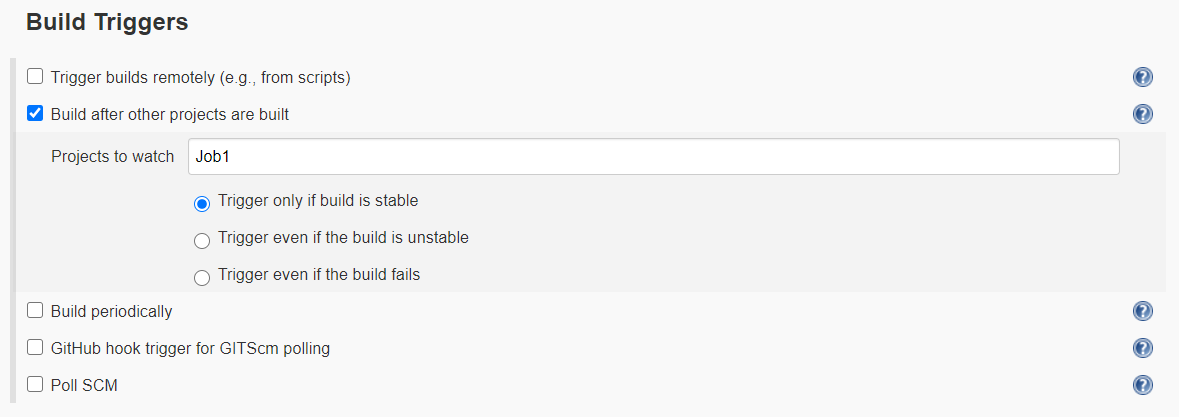 Build Triggers
Trigger builds remotely (e.g., from scripts)
Build after other projects are built
Projects to watch Job1
Trigger only if build is stable
Trigger even if the build is unstable
Trigger even if the build fails
Build periodically
GitHub hook trigger for GITScm polling
Poll SCM